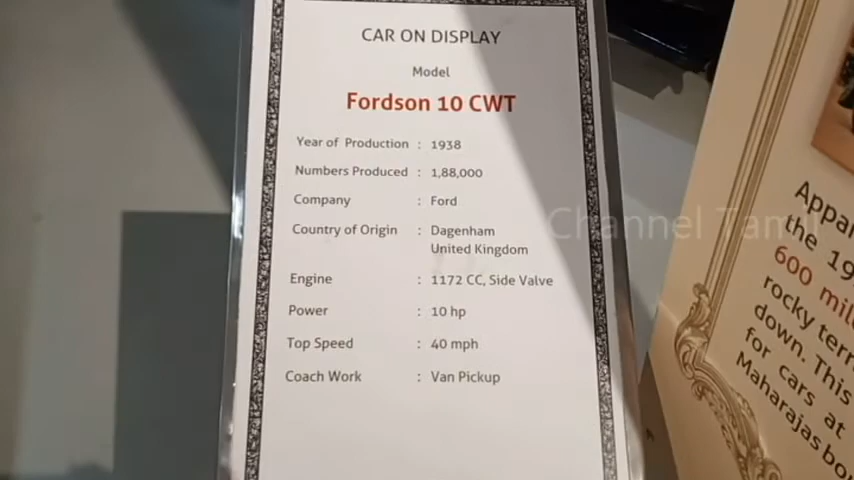 CAR ON DISPLAY
Model
Fordson 10 CWT
Year of Production : 1938
Numbers Produced : 1,88,000
Company : Ford
Country of Origin : Dagenham
United Kingdom
Engine : 1172 CC, Side Valve
Power : 10 hp
Top Speed : 40 mph
Coach Work : Van Pickup
Channel Tamil
the 19
600
rocky
down. This
for cars at
Maharajas